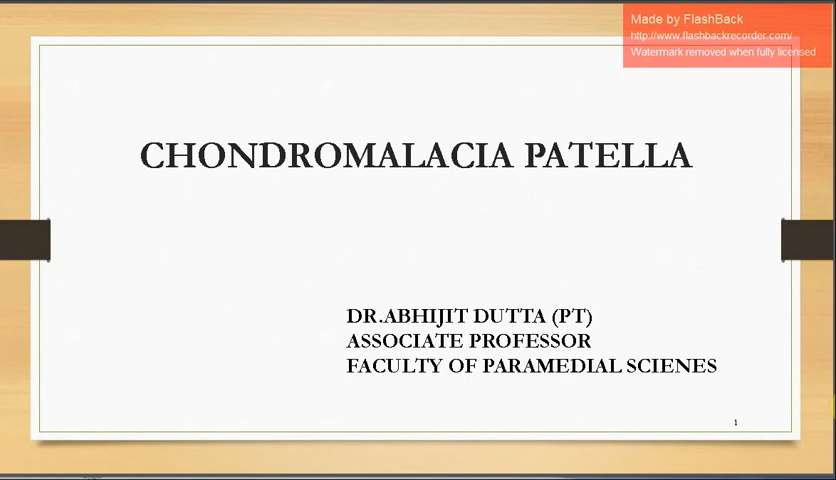 Made by FlashBack
http://www.flashbackrecorder.com/
Watermark removed when fully licensed
CHONDROMALACIA PATELLA
DR.ABHIJIT DUTTA (PT)
ASSOCIATE PROFESSOR
FACULTY OF PARAMEDIAL SCIENES
1